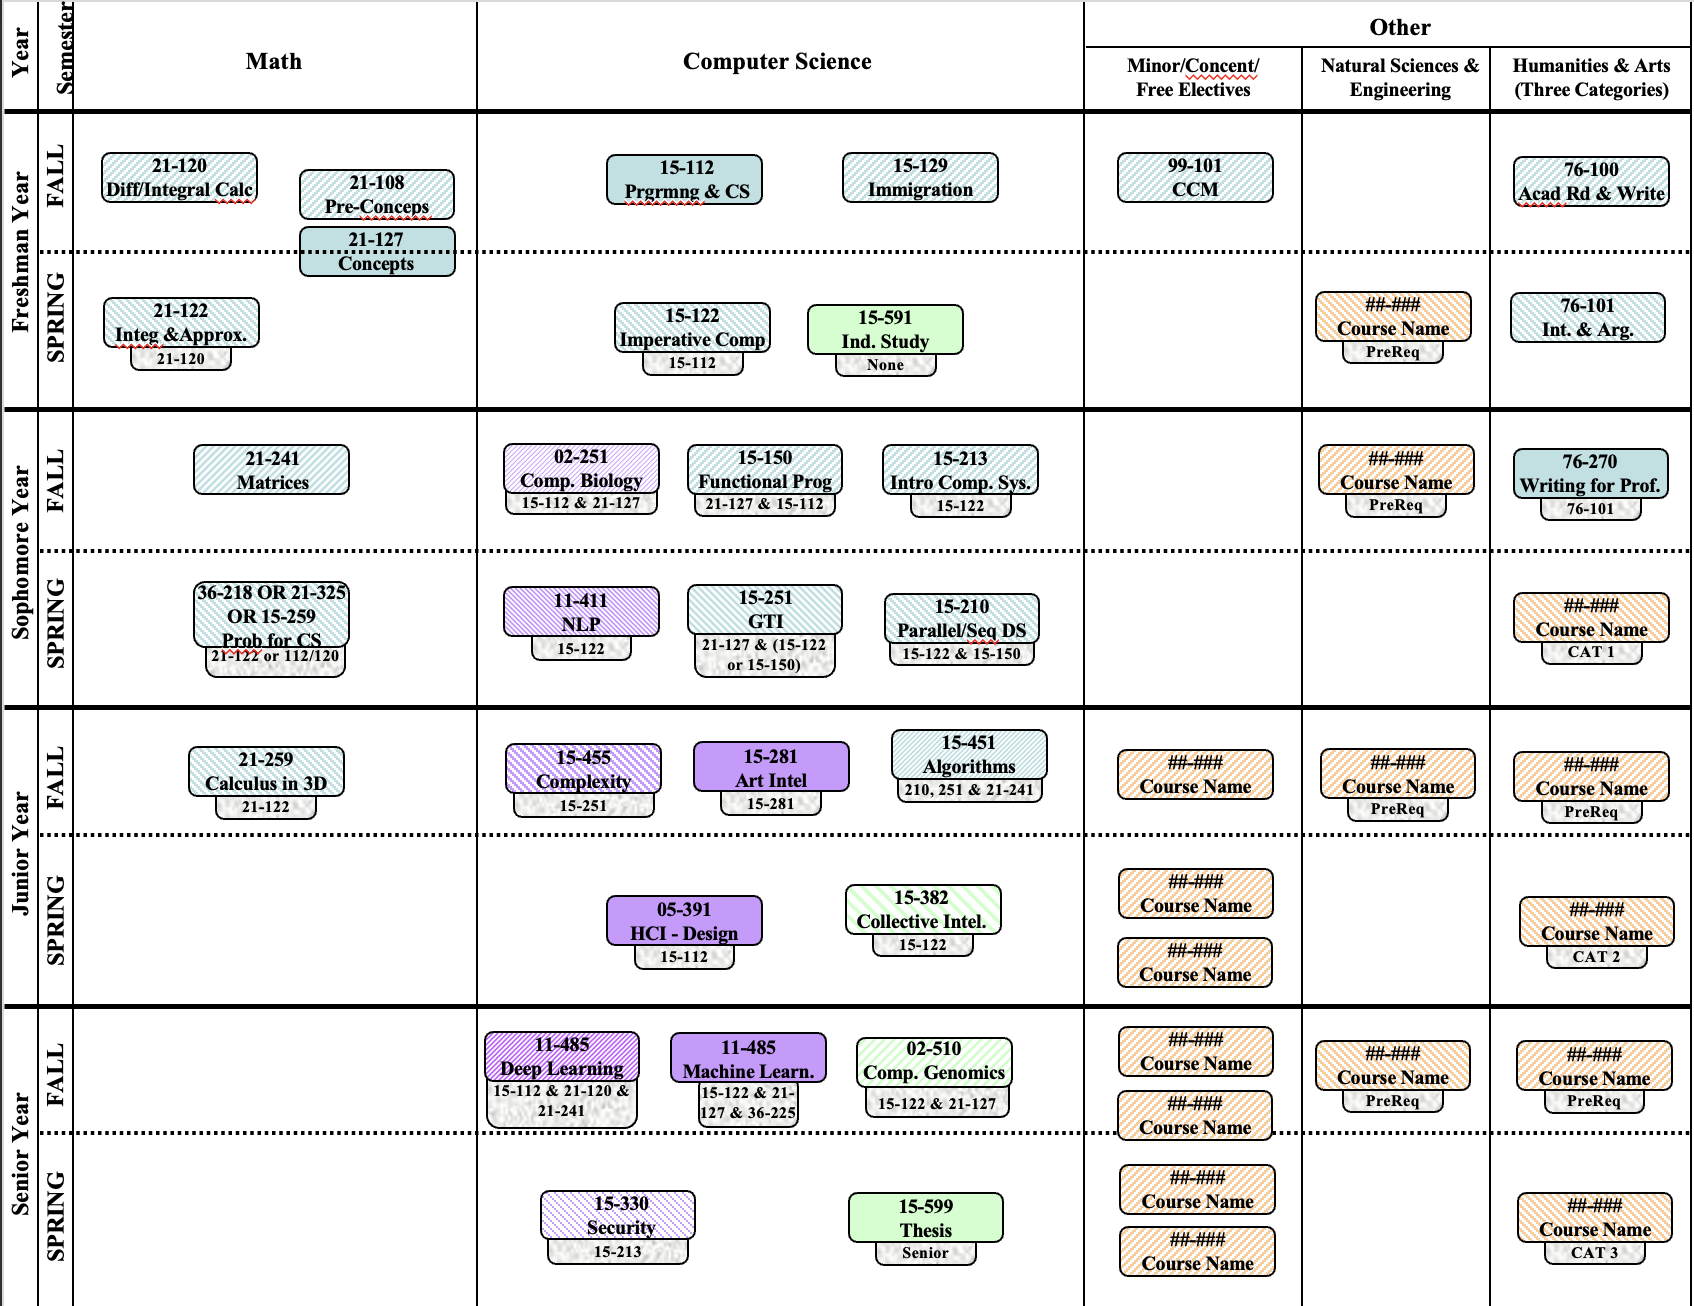 Year
Semester
Math
Computer Science
Other
Minor/Concent/
Free Electives
Natural Sciences &
Engineering
Humanities & Arts
(Three Categories)
Freshman Year
FALL
21-120
Diff/Integral Calc
21-108
Pre-Conceps
21-127
Concepts
15-112
Prgrmng & CS
15-129
Immigration
99-101
CCM
76-100
Acad Rd & Write
SPRING
21-122
Integ &Approx.
21-120
15-122
Imperative Comp
15-112
15-591
Ind. Study
None
##-###
Course Name
PreReq
76-101
Int. & Arg.
Sophomore Year
FALL
21-241
Matrices
02-251
Comp. Biology
15-112 & 21-127
15-150
Functional Prog
21-127 & 15-112
15-213
Intro Comp. Sys.
15-122
##-###
Course Name
PreReq
76-270
Writing for Prof.
76-101
SPRING
36-218 OR 21-325
OR 15-259
Prob for CS
21-122 or 112/120
11-411
NLP
15-122
15-251
GTI
21-127 & (15-122
or 15-150)
15-210
Parallel/Seq DS
15-122 & 15-150
##-###
Course Name
CAT 1
Junior Year
FALL
21-259
Calculus in 3D
21-122
15-455
Complexity
15-251
15-281
Art Intel
15-281
15-451
Algorithms
210, 251 & 21-241
##-###
Course Name
##-###
Course Name
PreReq
##-###
Course Name
PreReq
SPRING
05-391
HCI - Design
15-112
15-382
Collective Intel.
15-122
##-###
Course Name
##-###
Course Name
##-###
Course Name
CAT 2
Senior Year
FALL
11-485
Deep Learning
15-112 & 21-120 &
21-241
11-485
Machine Learn.
15-122 & 21-
127 & 36-225
02-510
Comp. Genomics
15-122 & 21-127
##-###
Course Name
##-###
Course Name
##-###
Course Name
PreReq
##-###
Course Name
PreReq
SPRING
15-330
Security
15-213
15-599
Thesis
Senior
##-###
Course Name
##-###
Course Name
##-###
Course Name
CAT 3